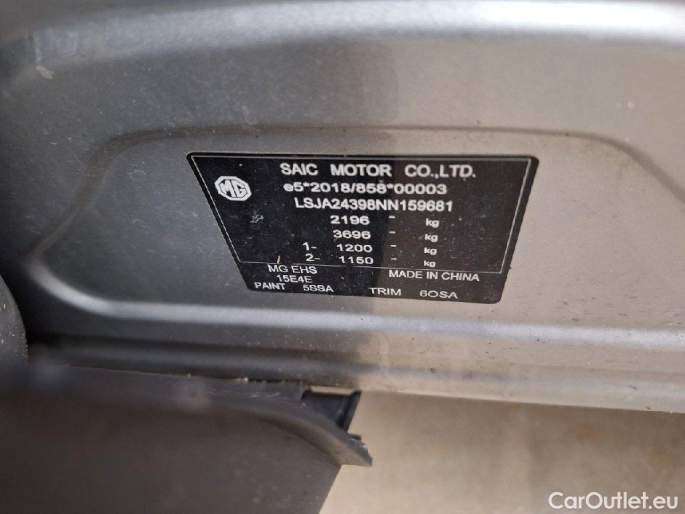 MG
SAIC MOTOR CO.,LTD.
e5*2018/858*00003
LSJA24398NN159681
2196 - kg
3696 - kg
1- 1200 - kg
2- 1150 - kg
MG EHS MADE IN CHINA
15E4E
PAINT SSSA TRIM 6OSA
CarOutlet.eu